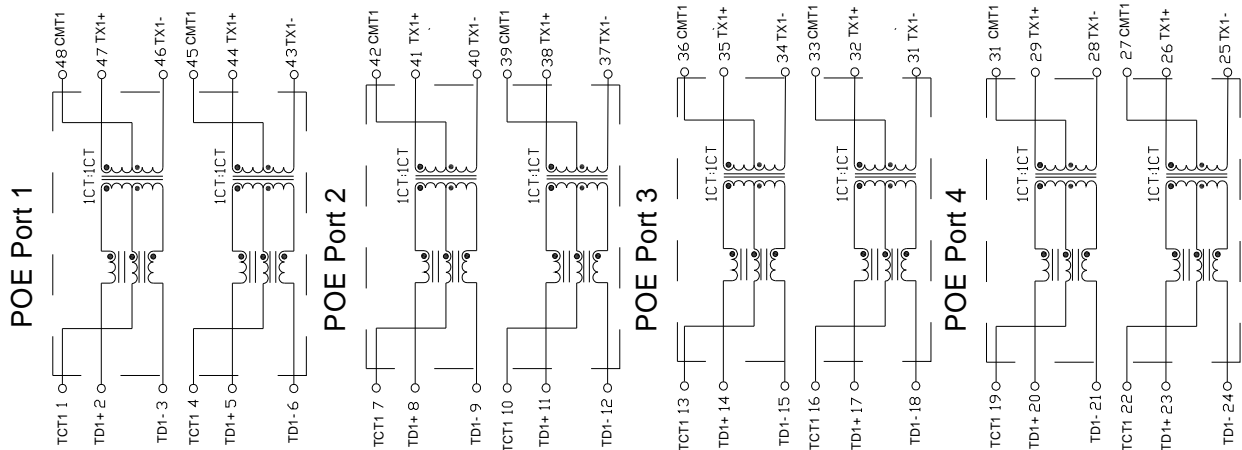 POE Port 1
48 CMT1
47 TX1+
46 TX1-
45 CMT1
44 TX1+
43 TX1-
1CT:1CT
1CT:1CT
TCT1 1
TD1+ 2
TD1- 3
TCT1 4
TD1+ 5
TD1- 6
POE Port 2
42 CMT1
41 TX1+
40 TX1-
39 CMT1
38 TX1+
37 TX1-
1CT:1CT
1CT:1CT
TCT1 7
TD1+ 8
TD1- 9
TCT1 10
TD1+ 11
TD1- 12
POE Port 3
36 CMT1
35 TX1+
34 TX1-
33 CMT1
32 TX1+
31 TX1-
1CT:1CT
1CT:1CT
TCT1 13
TD1+ 14
TD1- 15
TCT1 16
TD1+ 17
TD1- 18
POE Port 4
31 CMT1
29 TX1+
28 TX1-
27 CMT1
26 TX1+
25 TX1-
1CT:1CT
1CT:1CT
TCT1 19
TD1+ 20
TD1- 21
TCT1 22
TD1+ 23
TD1- 24